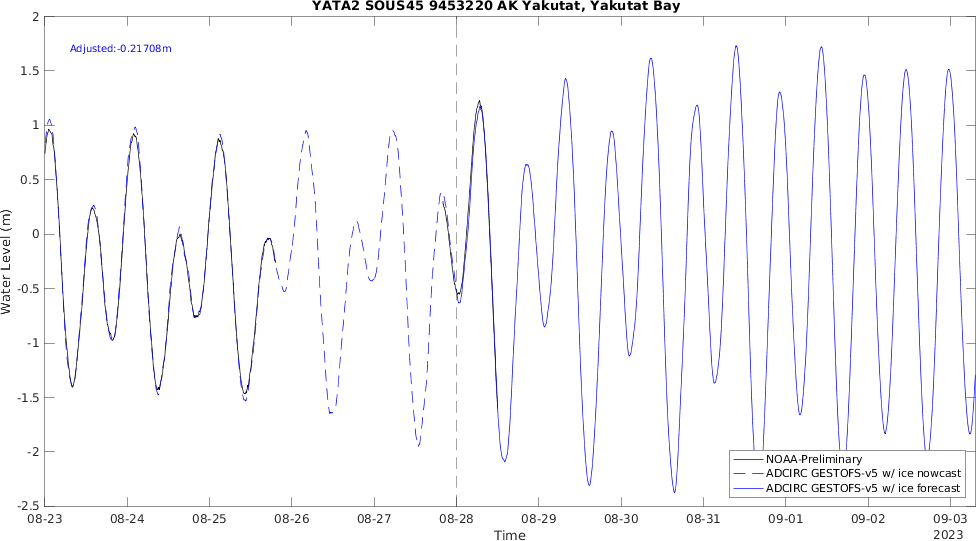 YATA2 SOUS45 9453220 AK Yakutat, Yakutat Bay
Adjusted:-0.21708m
2
1.5
1
0.5
0
-0.5
-1
-1.5
-2
-2.5
Water Level (m)
NOAA-Preliminary
ADCIRC GESTOFS-v5 w/ ice nowcast
ADCIRC GESTOFS-v5 w/ ice forecast
08-23 08-24 08-25 08-26 08-27 08-28 08-29 08-30 08-31 09-01 09-02 09-03
Time 2023